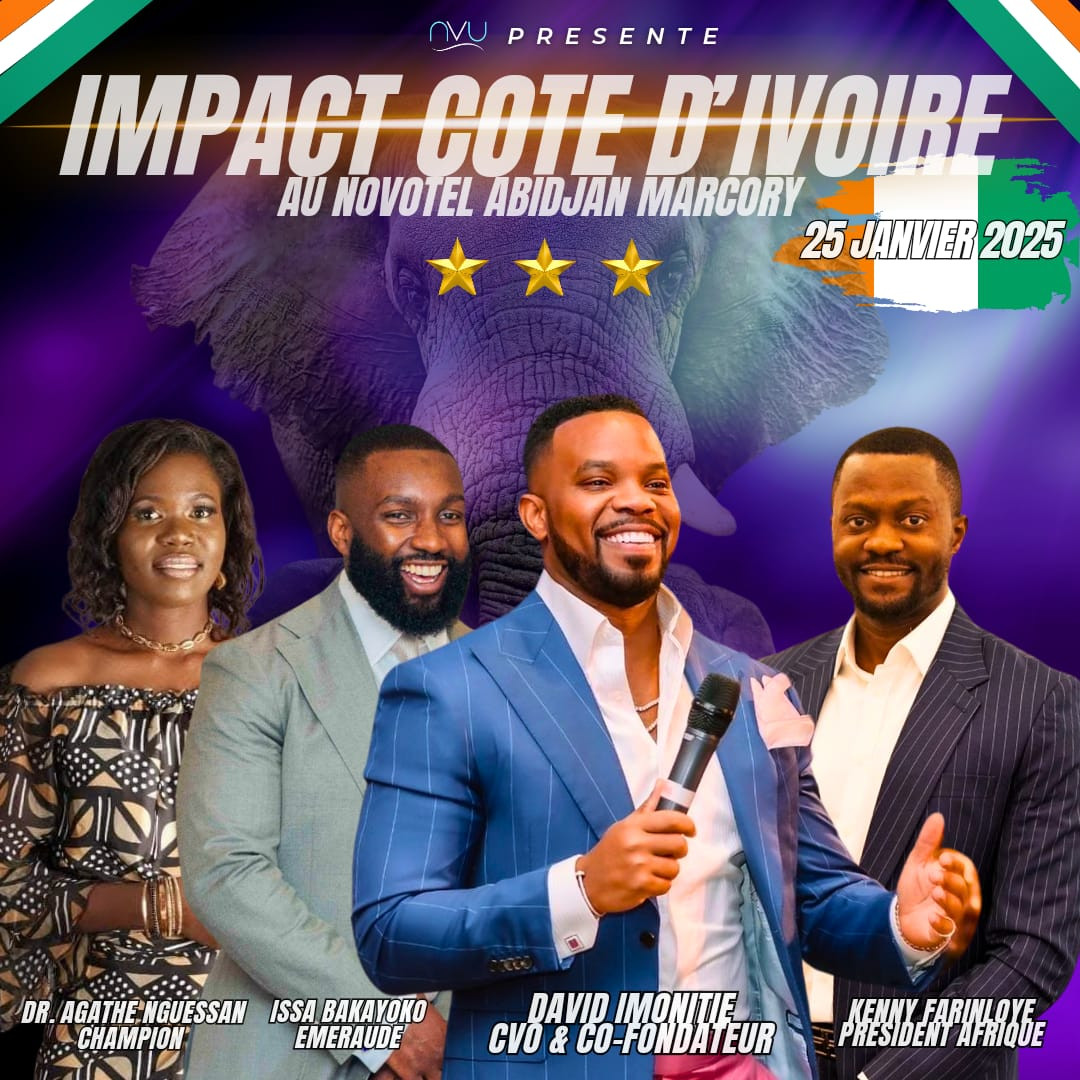 NVU PRESENTE
IMPACT COTE D'IVOIRE
AU NOVOTEL ABIDJAN MARCORY
25 JANVIER 2025
DR. AGATHE NGUESSAN
CHAMPION
ISSA BAKAYOKO
EMERAUDE
DAVID IMONITIE
CVO & CO-FONDATEUR
KENNY FARINLOYE
PRESIDENT AFRIQUE